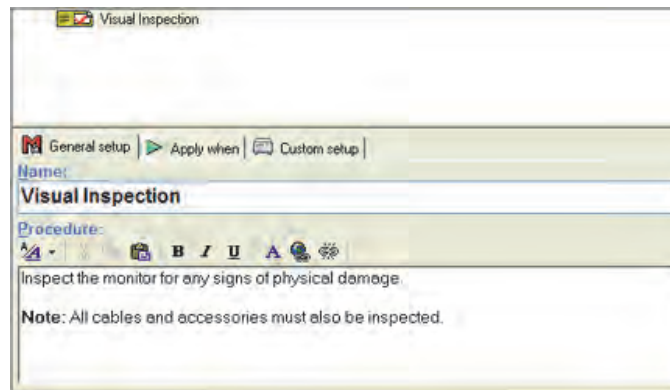 Visual Inspection
General setup Apply when Custom setup
Name:
Visual Inspection
Procedure:
B I U A
Inspect the monitor for any signs of physical damage.
Note: All cables and accessories must also be inspected.